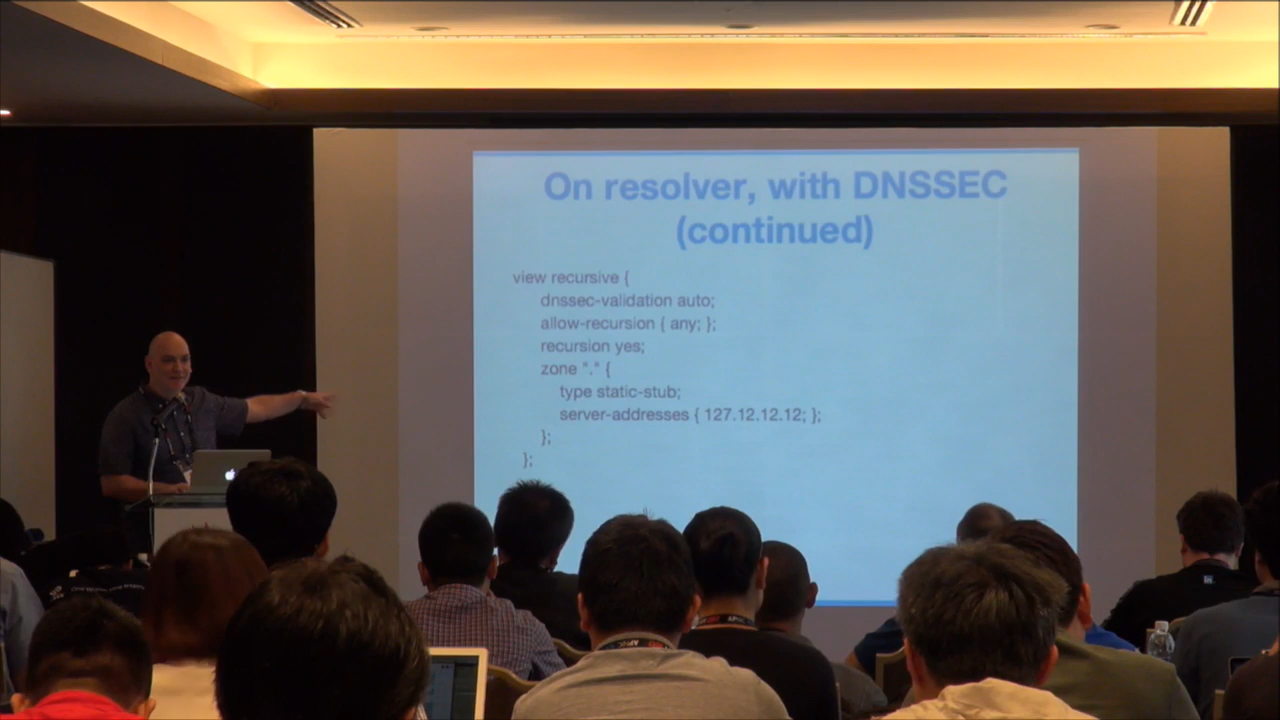 On resolver, with DNSSEC
(continued)
view recursive {
dnssec-validation auto;
allow-recursion { any; };
recursion yes;
zone "." {
type static-stub;
server-addresses { 127.12.12.12; };
};
};